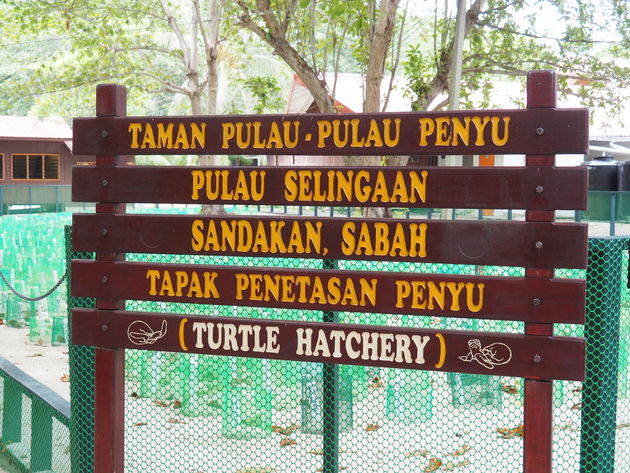 TAMAN PULAU-PULAU PENYU
PULAU SELINGAAN
SANDAKAN, SABAH
TAPAK PENETASAN PENYU
(TURTLE HATCHERY)